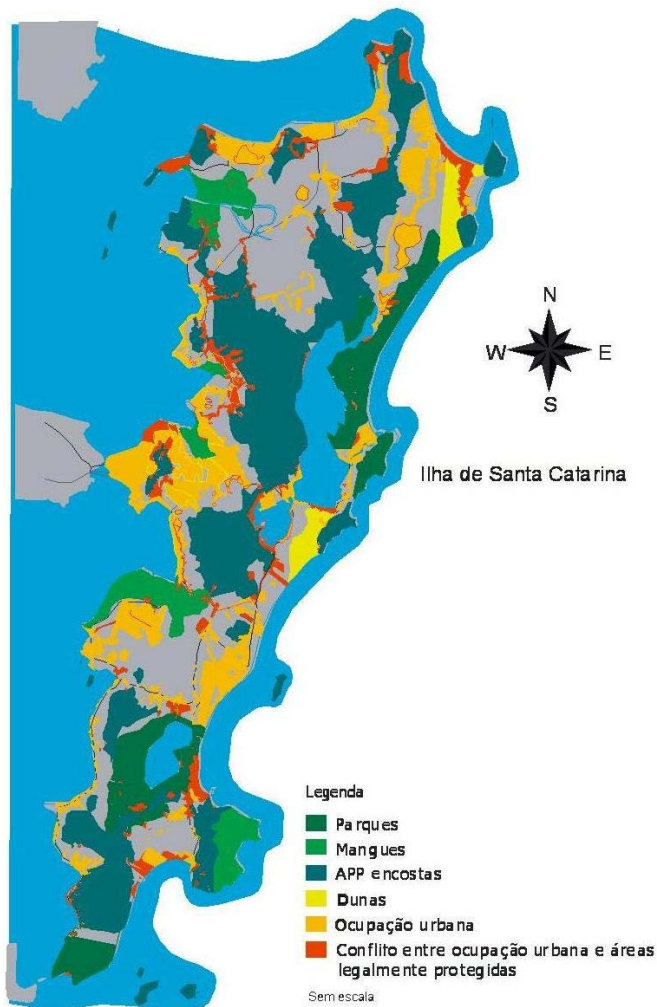 N
W E
S
Ilha de Santa Catarina
Legenda
Parques
Mangues
APP encostas
Dunas
Ocupação urbana
Conflito entre ocupação urbana e áreas
legalmente protegidas
Sem escala